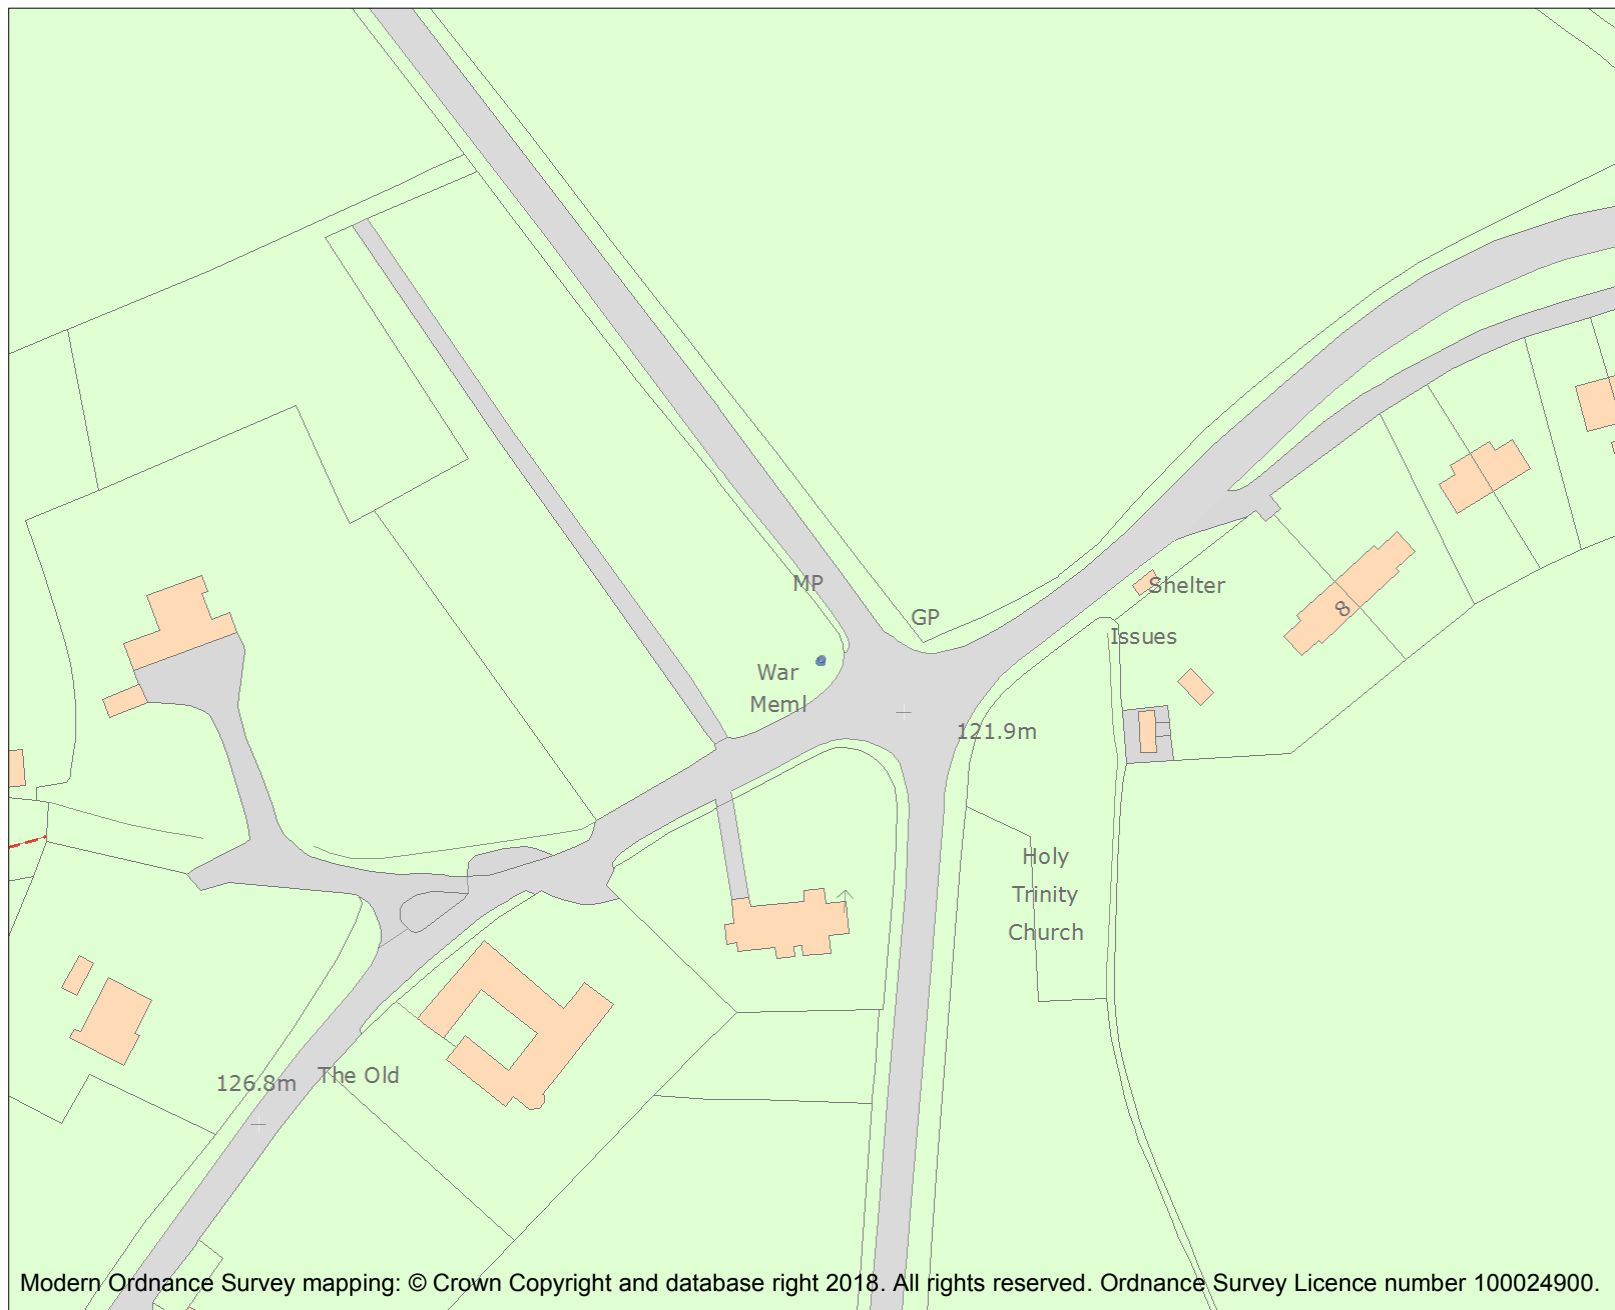 MP
Shelter
8
GP
Issues
War
Meml
121.9m
Holy
Trinity
Church
126.8m
The Old
Modern Ordnance Survey mapping: © Crown Copyright and database right 2018. All rights reserved. Ordnance Survey Licence number 100024900.